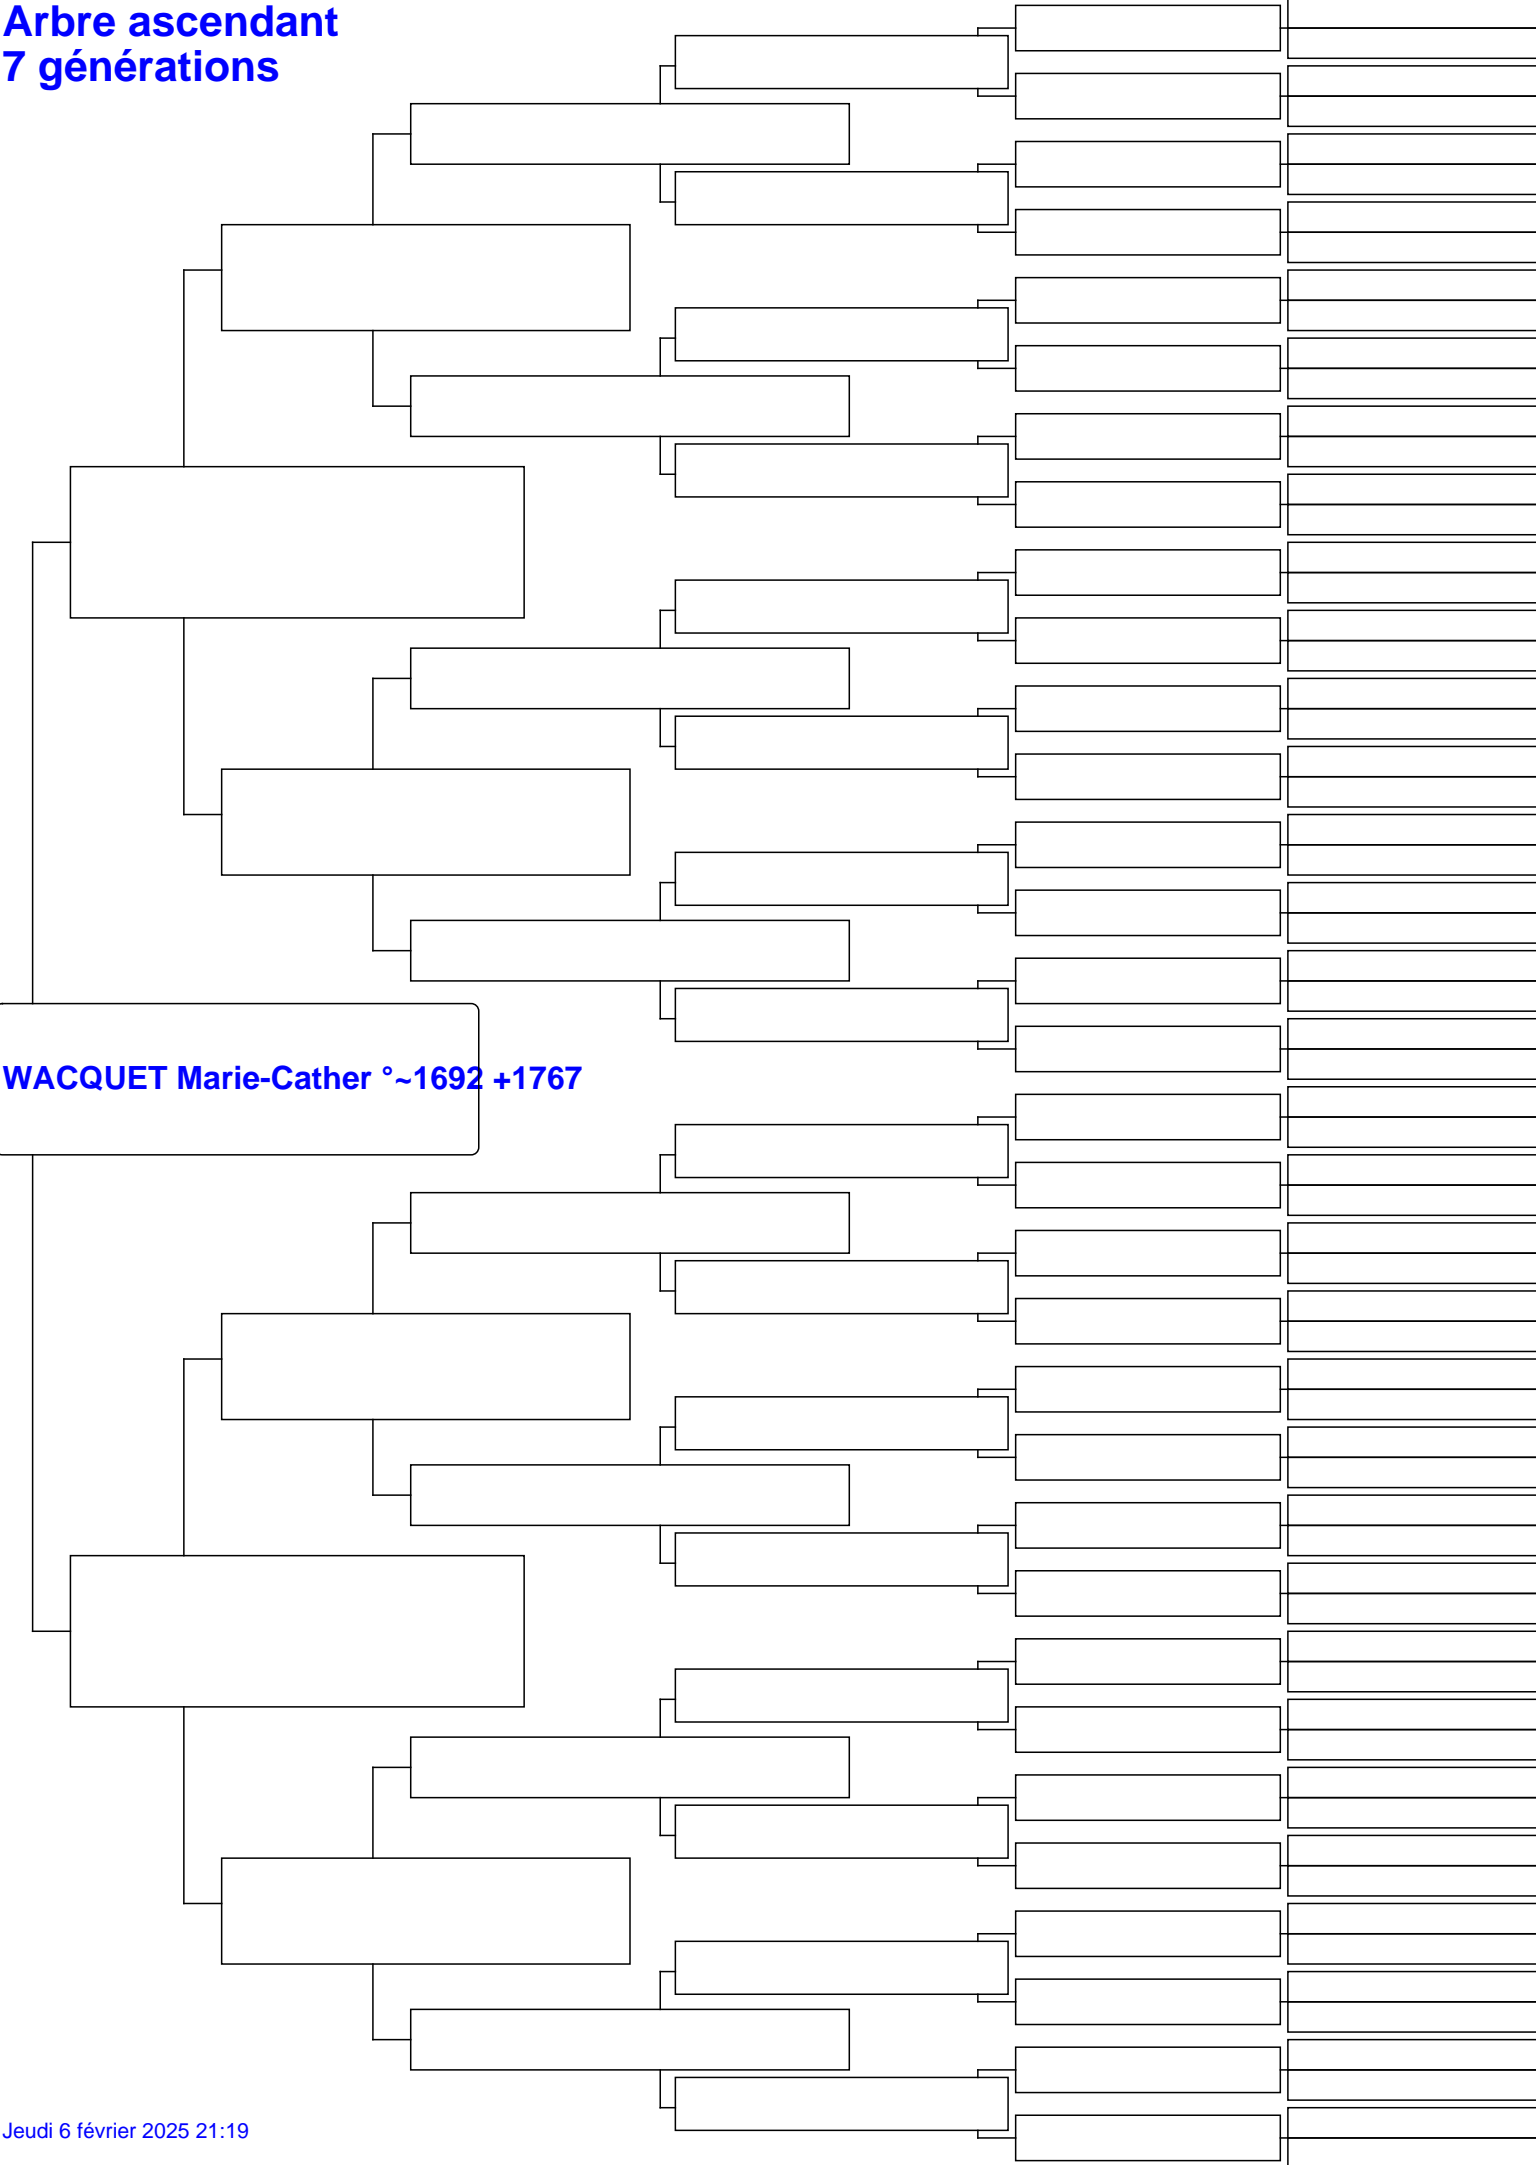 Arbre ascendant
7 générations
WACQUET Marie-Cather °~1692 +1767
Jeudi 6 février 2025 21:19